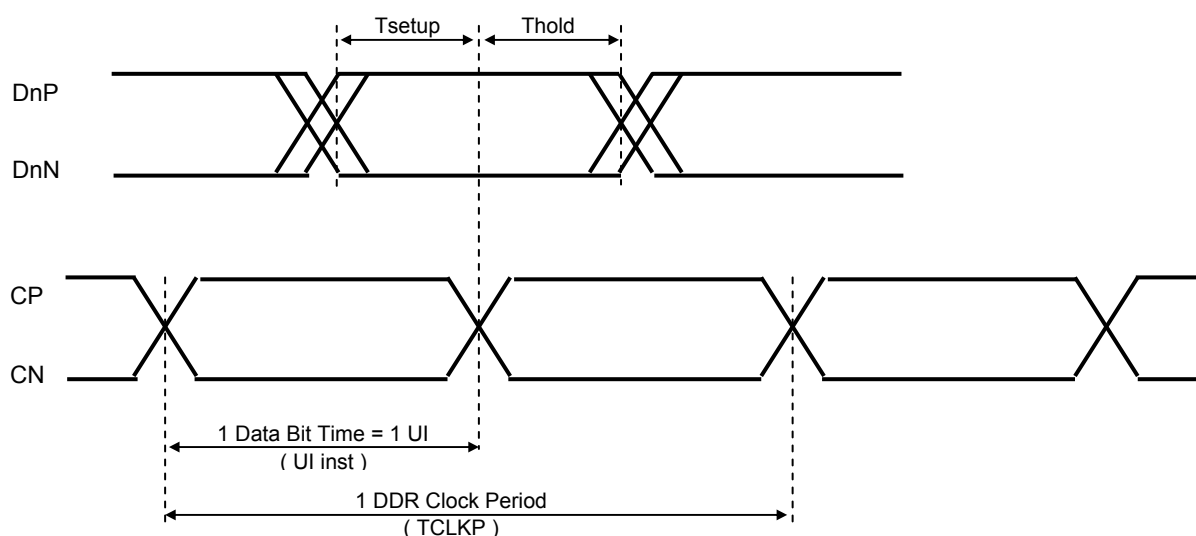 Tsetup
Thold
DnP
DnN
CP
CN
1 Data Bit Time = 1 UI
( UI inst )
1 DDR Clock Period
( TCLKP )